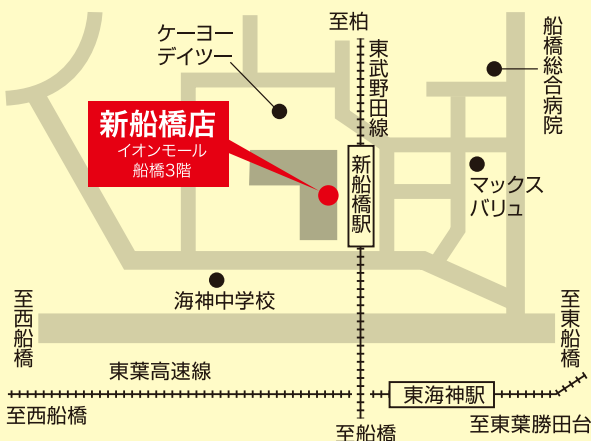 至柏
ケーヨー
デイツー
東武野田線
船橋総合病院
新船橋店
イオンモール
船橋3階
新船橋駅
マックス
バリュ
海神中学校
至西船橋
至東船橋
東葉高速線
東海神駅
至西船橋
至船橋
至東葉勝田台